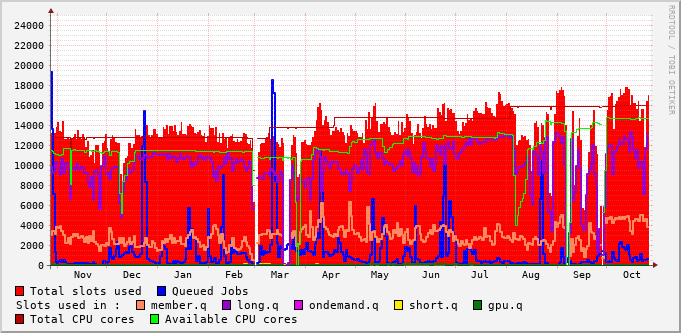 24000
22000
20000
18000
16000
14000
12000
10000
8000
6000
4000
2000
0
Nov Dec Jan Feb Mar Apr May Jun Jul Aug Sep Oct
Total slots used Queued Jobs
Slots used in : member.q long.q ondemand.q short.q gpu.q
Total CPU cores Available CPU cores
RRDTOOL / TOBI OETIKER